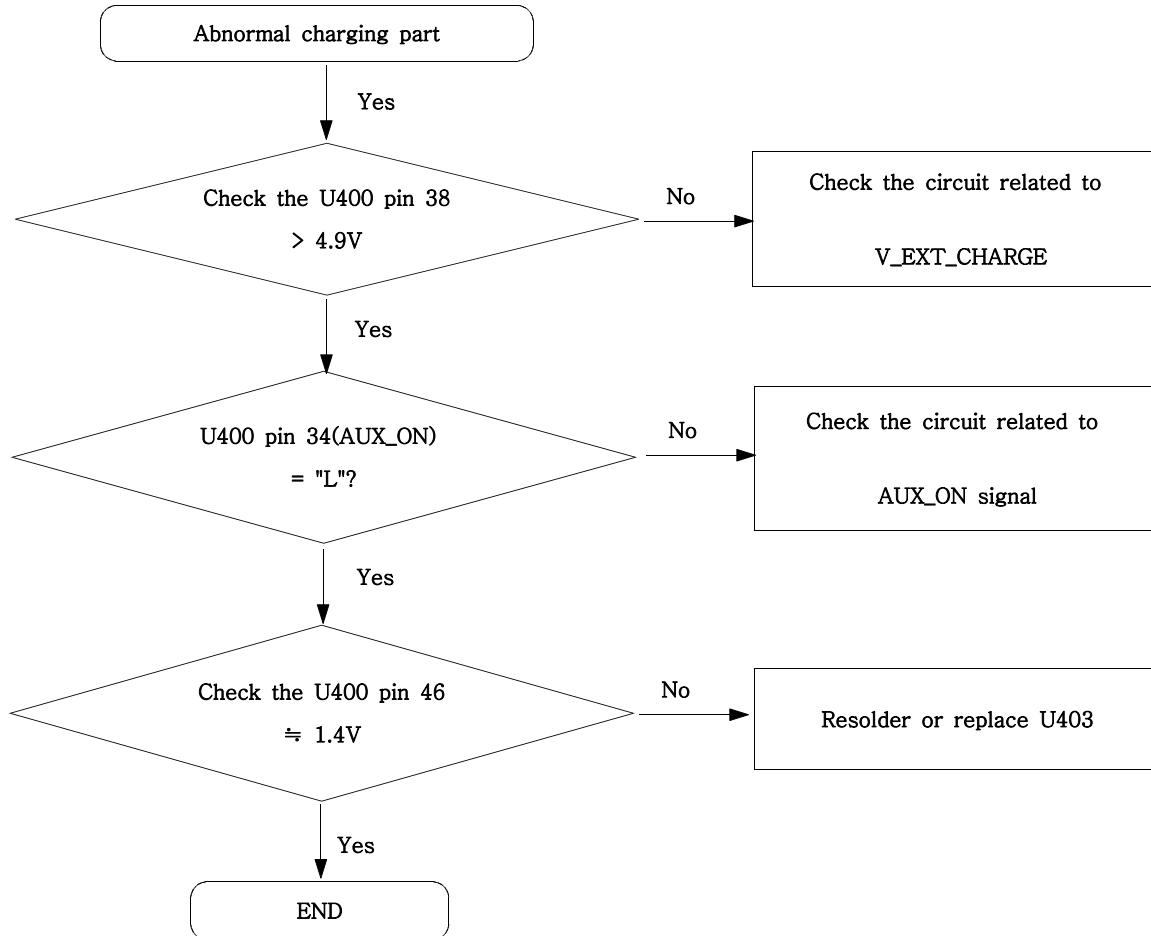 Abnormal charging part
Yes
Check the U400 pin 38
> 4.9V
No
Check the circuit related to
V_EXT_CHARGE
Yes
U400 pin 34(AUX_ON)
= "L"?
No
Check the circuit related to
AUX_ON signal
Yes
Check the U400 pin 46
≒ 1.4V
No
Resolder or replace U403
Yes
END